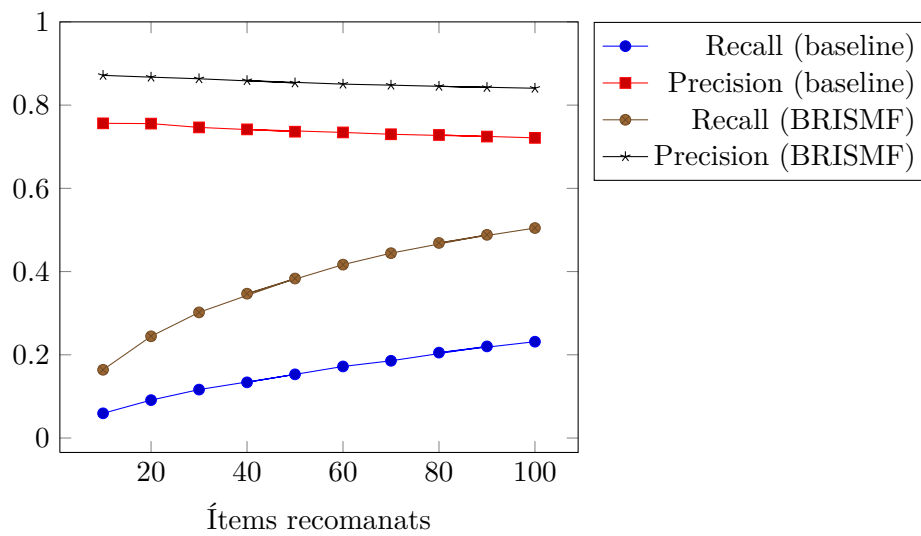 1
0.8
0.6
0.4
0.2
0
20 40 60 80 100
Ítems recomanats
Recall (baseline)
Precision (baseline)
Recall (BRISMF)
Precision (BRISMF)